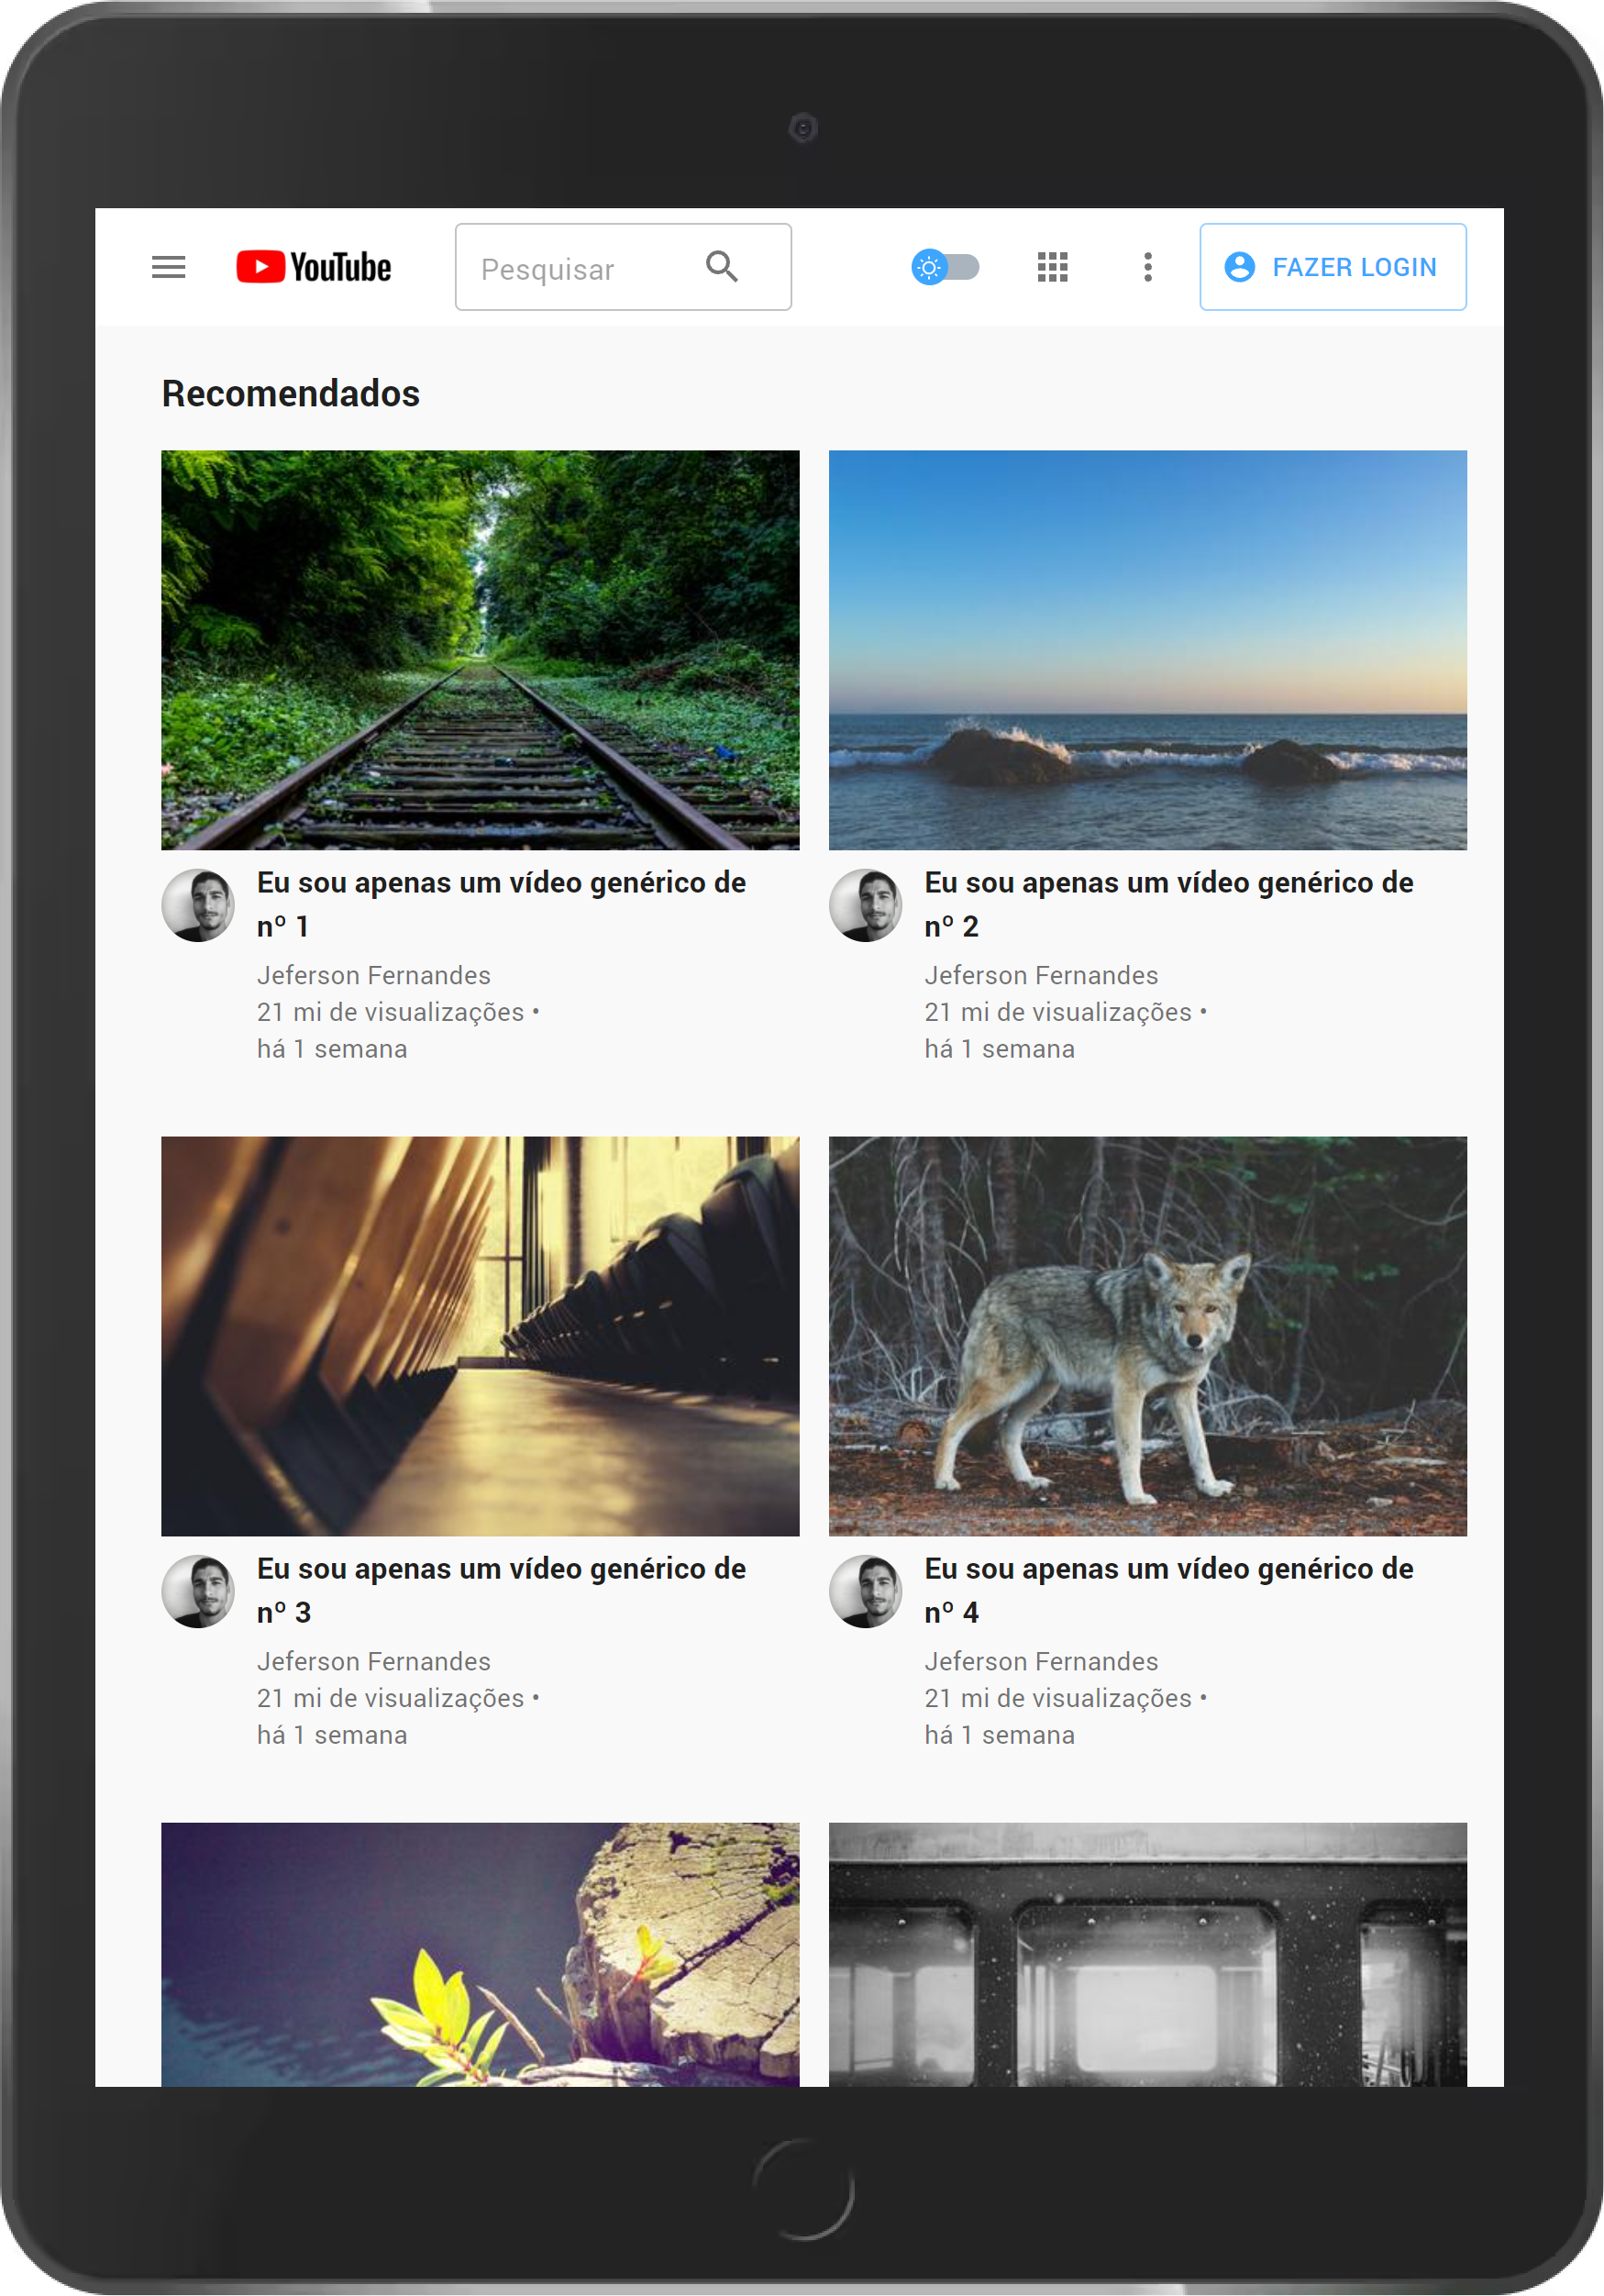 YouTube
Pesquisar
FAZER LOGIN
Recomendados
Eu sou apenas um vídeo genérico de
nº 1
Jeferson Fernandes
21 mi de visualizações •
há 1 semana
Eu sou apenas um vídeo genérico de
nº 2
Jeferson Fernandes
21 mi de visualizações •
há 1 semana
Eu sou apenas um vídeo genérico de
nº 3
Jeferson Fernandes
21 mi de visualizações •
há 1 semana
Eu sou apenas um vídeo genérico de
nº 4
Jeferson Fernandes
21 mi de visualizações •
há 1 semana